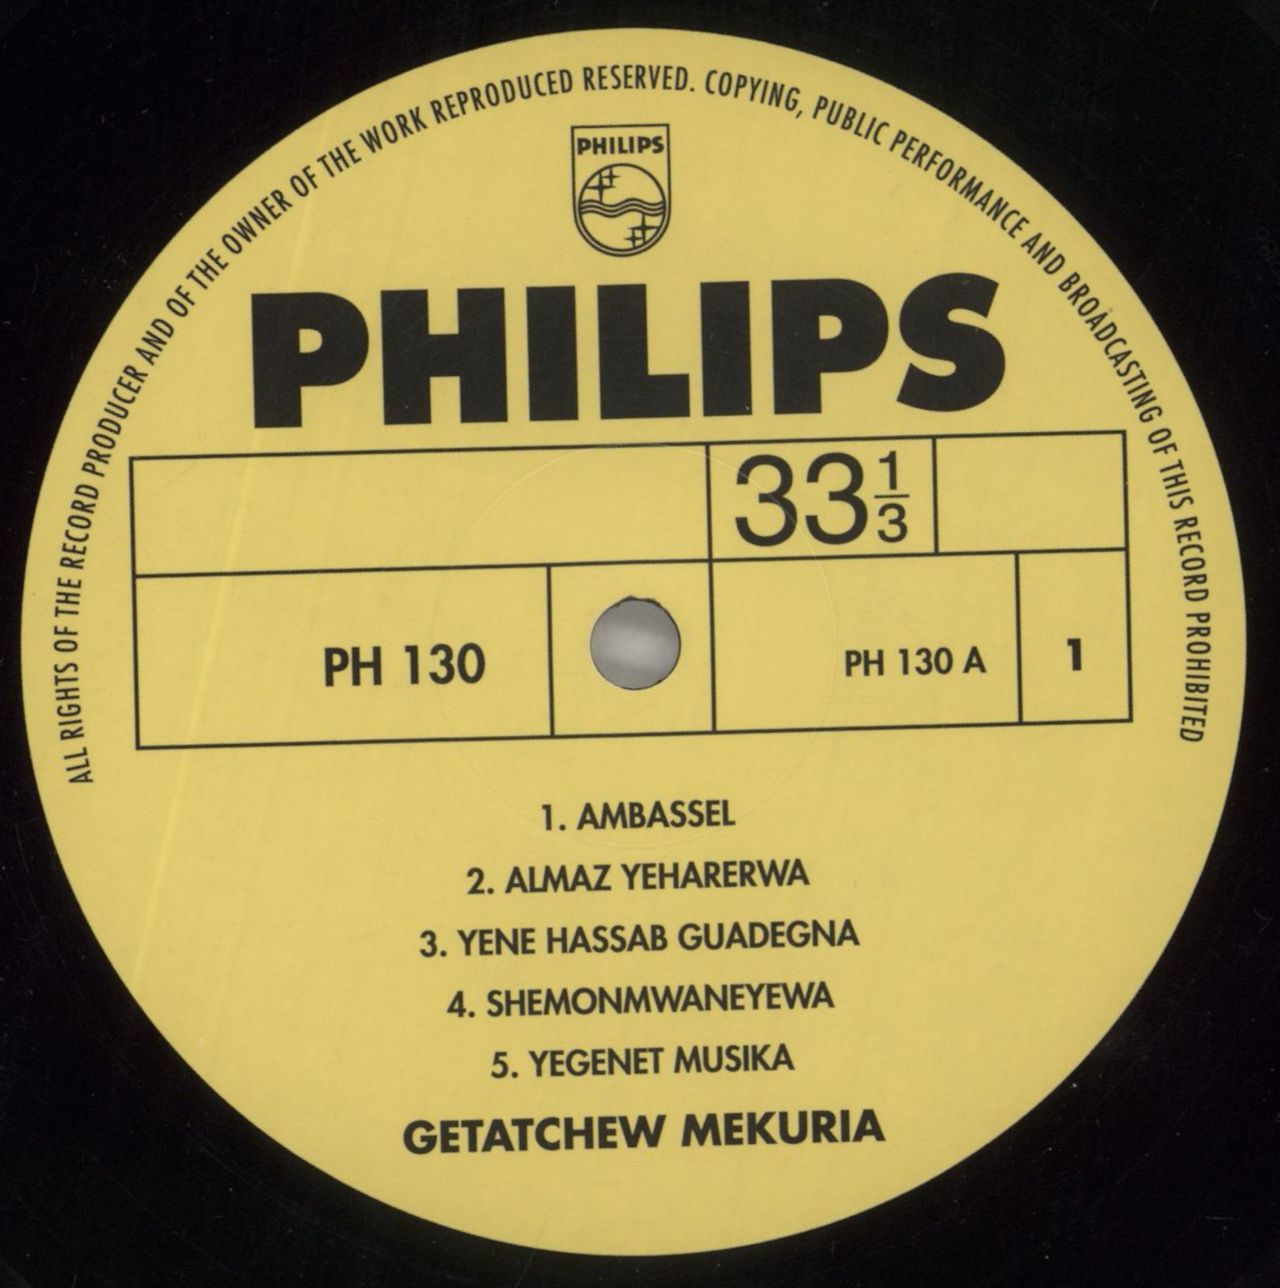 ALL RIGHTS OF THE RECORD PRODUCER AND OF THE OWNER OF THE WORK REPRODUCED RESERVED. COPYING, PUBLIC PERFORMANCE AND BROADCASTING OF THIS RECORD PROHIBITED
PHILIPS
PHILIPS
33 1/3
PH 130
PH 130 A
1
1. AMBASSEL
2. ALMAZ YEHARERWA
3. YENE HASSAB GUADEGNA
4. SHEMONMWANEYEWA
5. YEGENET MUSIKA
GETATCHEW MEKURIA